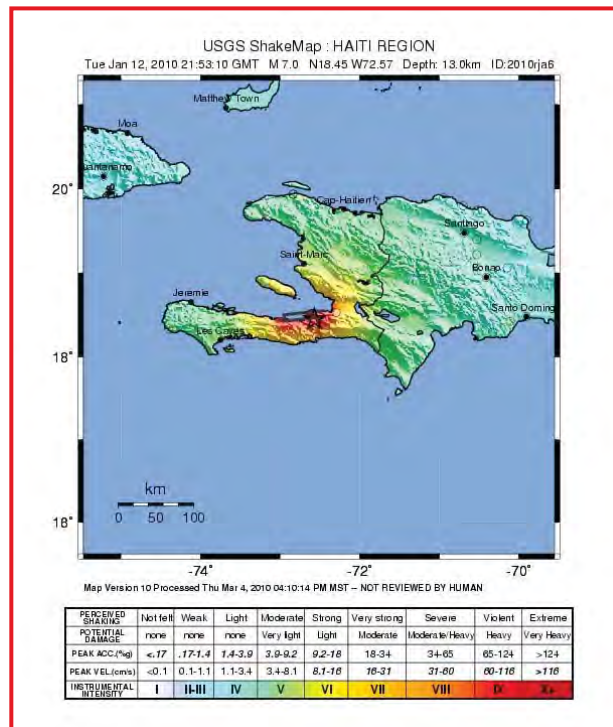 USGS ShakeMap : HAITI REGION
Tue Jan 12, 2010 21:53:10 GMT M 7.0 N18.45 W72.57 Depth: 13.0km ID:2010rja6
Matthew Town
Moa
uantanamo
20°
Cap-Haitien
Santiago
Saint-Marc
Bonao
Jeremie
Santo Doming
Les Cayes
18°
km
0 50 100
18°
-74° -72° -70°
Map Version 10 Processed Thu Mar 4, 2010 04:10:14 PM MST -- NOT REVIEWED BY HUMAN
PERCEIVED SHAKING Not felt Weak Light Moderate Strong Very strong Severe Violent Extreme
POTENTIAL DAMAGE none none none Very light Light Moderate Moderate/Heavy Heavy Very Heavy
PEAK ACC.(%g) <.17 .17-1.4 1.4-3.9 3.9-9.2 9.2-18 18-34 34-65 65-124 >124
PEAK VEL.(cm/s) <0.1 0.1-1.1 1.1-3.4 3.4-8.1 8.1-16 16-31 31-60 60-116 >116
INSTRUMENTAL INTENSITY I II-III IV V VI VII VIII IX X+